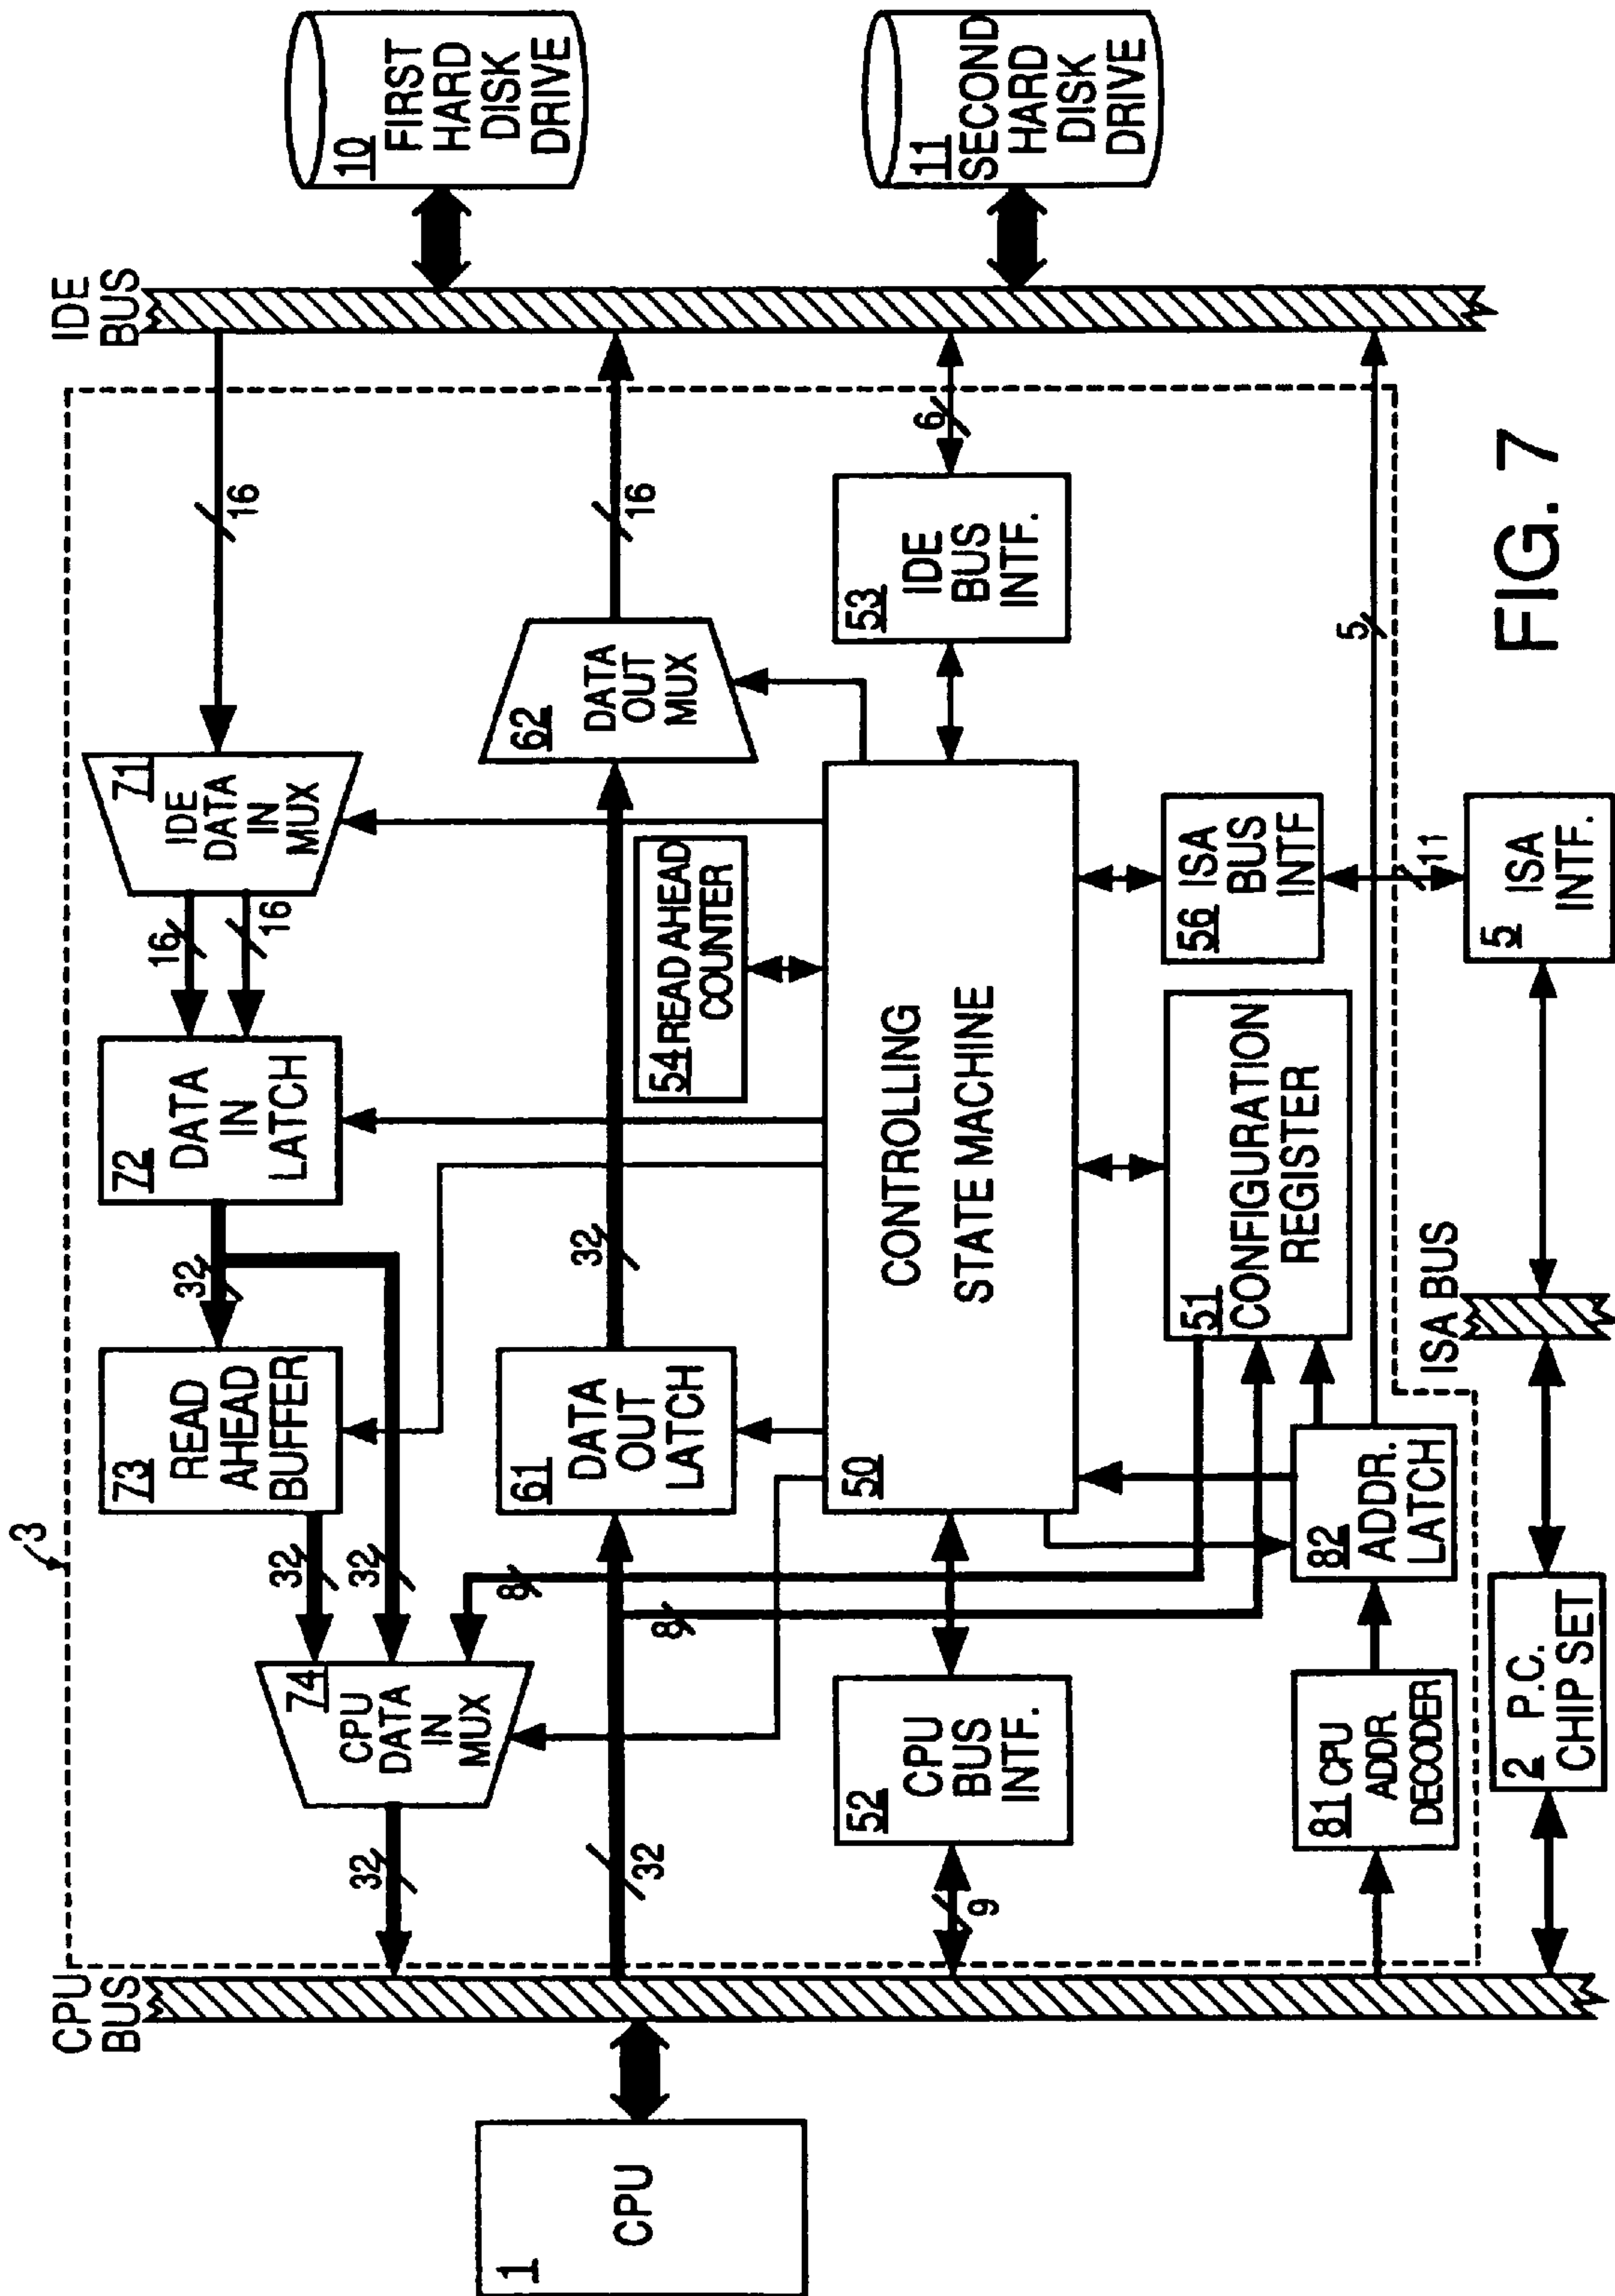 CPU
BUS
IDE
BUS
3
1
CPU
10
FIRST
HARD
DISK
DRIVE
11
SECOND
HARD
DISK
DRIVE
74
CPU
DATA
IN
MUX
32
32
32
8
73
READ
AHEAD
BUFFER
32
72
DATA
IN
LATCH
16
16
71
IDE
DATA
IN
MUX
16
32
8
61
DATA
OUT
LATCH
32
54 READ AHEAD
COUNTER
62
DATA
OUT
MUX
16
9
52
CPU
BUS
INTF.
50
CONTROLLING
STATE MACHINE
53
IDE
BUS
INTF.
6
81 CPU
ADDR
DECODER
82
ADDR.
LATCH
51
CONFIGURATION
REGISTER
56
ISA
BUS
INTF
5
11
2 P.C.
CHIP SET
ISA BUS
5
ISA
INTF.
FIG. 7